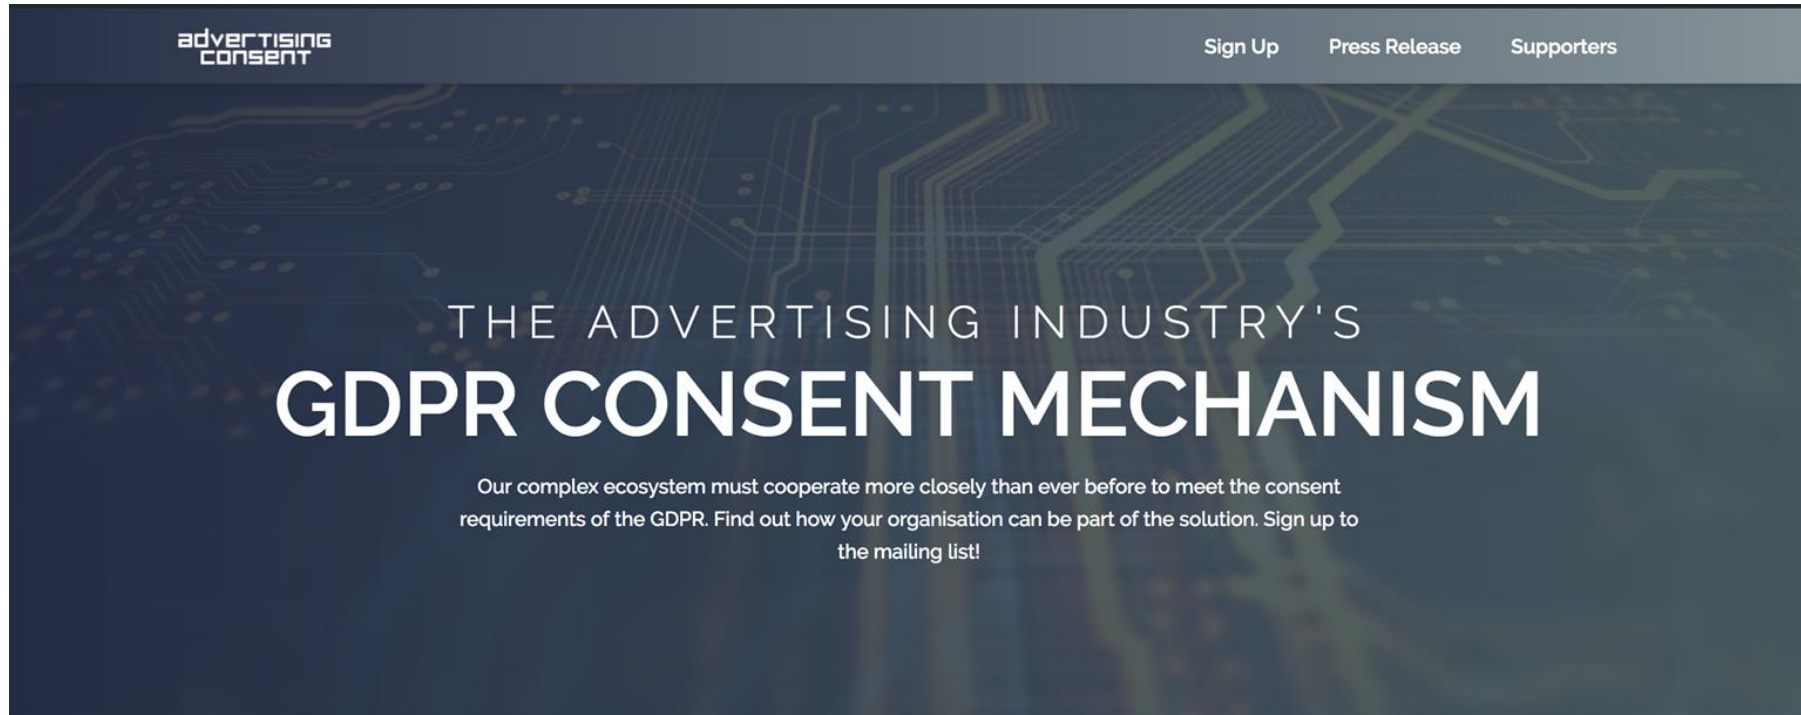 advertising
consent
Sign Up Press Release Supporters
THE ADVERTISING INDUSTRY'S
GDPR CONSENT MECHANISM
Our complex ecosystem must cooperate more closely than ever before to meet the consent
requirements of the GDPR. Find out how your organisation can be part of the solution. Sign up to
the mailing list!